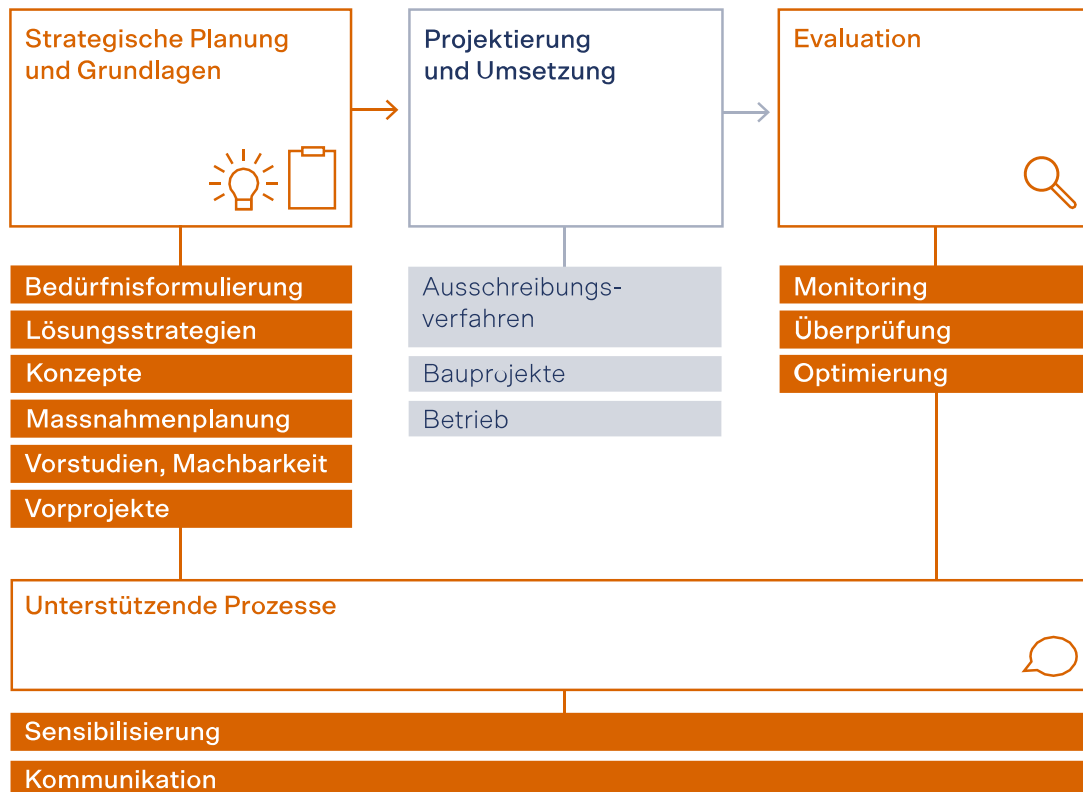 Strategische Planung
und Grundlagen
Bedürfnisformulierung
Lösungsstrategien
Konzepte
Massnahmenplanung
Vorstudien, Machbarkeit
Vorprojekte
Projektierung
und Umsetzung
Ausschreibungs-
verfahren
Bauprojekte
Betrieb
Evaluation
Monitoring
Überprüfung
Optimierung
Unterstützende Prozesse
Sensibilisierung
Kommunikation